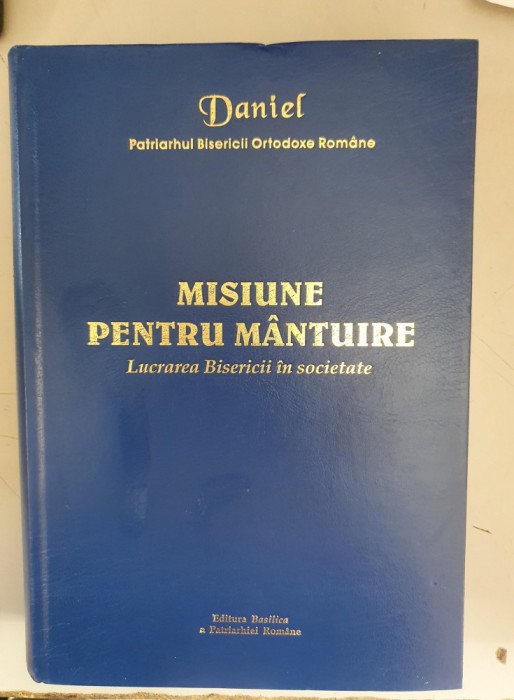 Daniel
Patriarhul Bisericii Ortodoxe Române
MISIUNE
PENTRU MÂNTUIRE
Lucrarea Bisericii în societate
Editura Basilica
a Patriarhiei Române